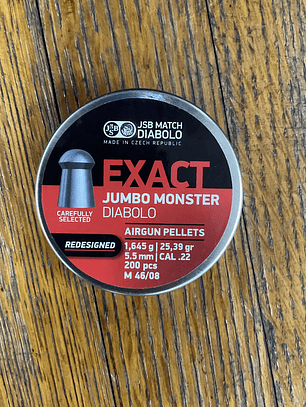 JSB MATCH
DIABOLO
MADE IN CZECH REPUBLIC
EXACT
JUMBO MONSTER
DIABOLO
CAREFULLY
SELECTED
AIRGUN PELLETS
REDESIGNED
1,645 g | 25,39 gr
5.5 mm | CAL .22
200 pcs
M 46/08